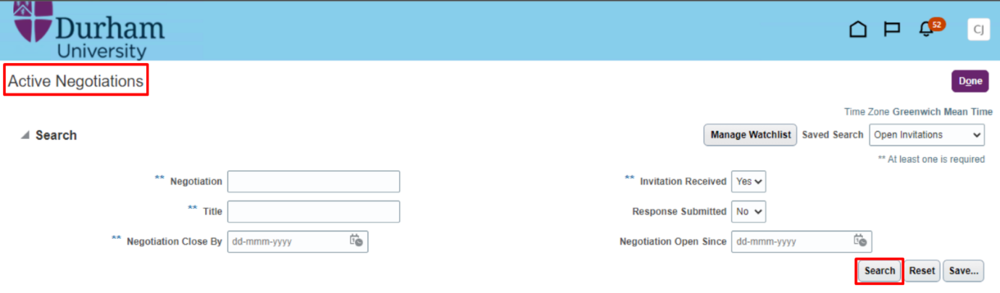 Durham
University
52
CJ
Active Negotiations
Done
Time Zone Greenwich Mean Time
Search
Manage Watchlist Saved Search Open Invitations
** At least one is required
** Negotiation
** Invitation Received Yes
** Title
Response Submitted No
** Negotiation Close By dd-mmm-yyyy
Negotiation Open Since dd-mmm-yyyy
Search Reset Save...